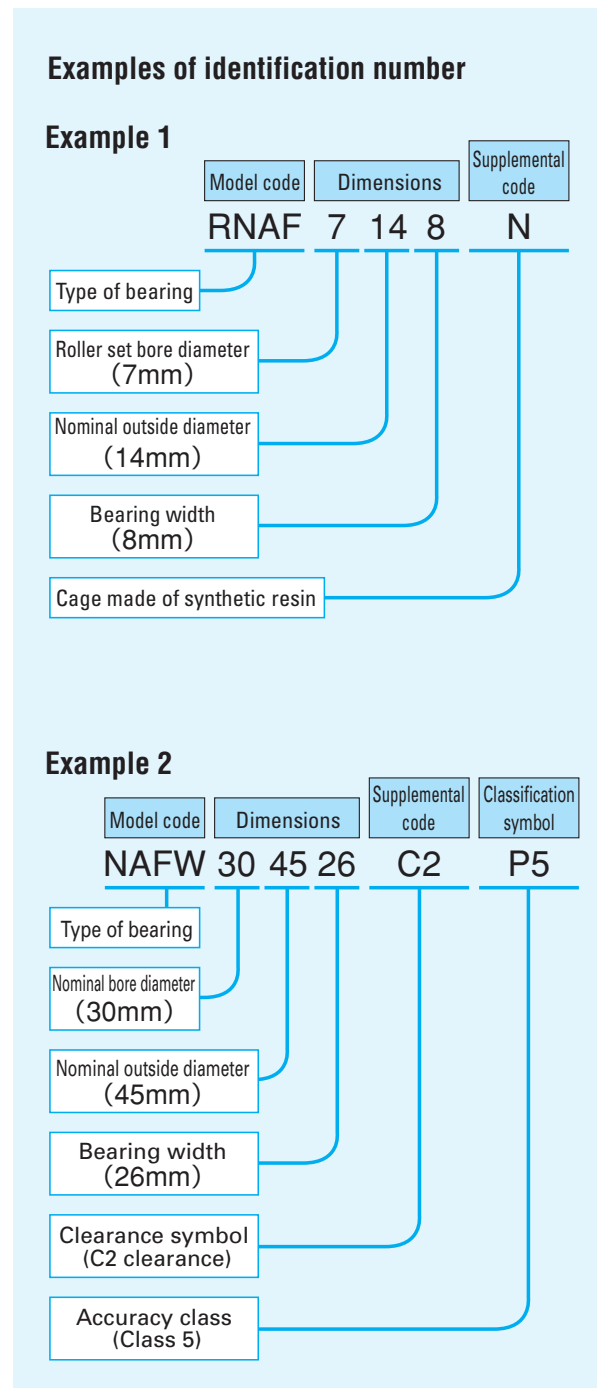 Examples of identification number
Example 1
Supplemental
code
Model code Dimensions
RNAF 7 14 8 N
Type of bearing
Roller set bore diameter
(7mm)
Nominal outside diameter
(14mm)
Bearing width
(8mm)
Cage made of synthetic resin
Example 2
Supplemental
code
Classification
symbol
Model code Dimensions
NAFW 30 45 26 C2 P5
Type of bearing
Nominal bore diameter
(30mm)
Nominal outside diameter
(45mm)
Bearing width
(26mm)
Clearance symbol
(C2 clearance)
Accuracy class
(Class 5)